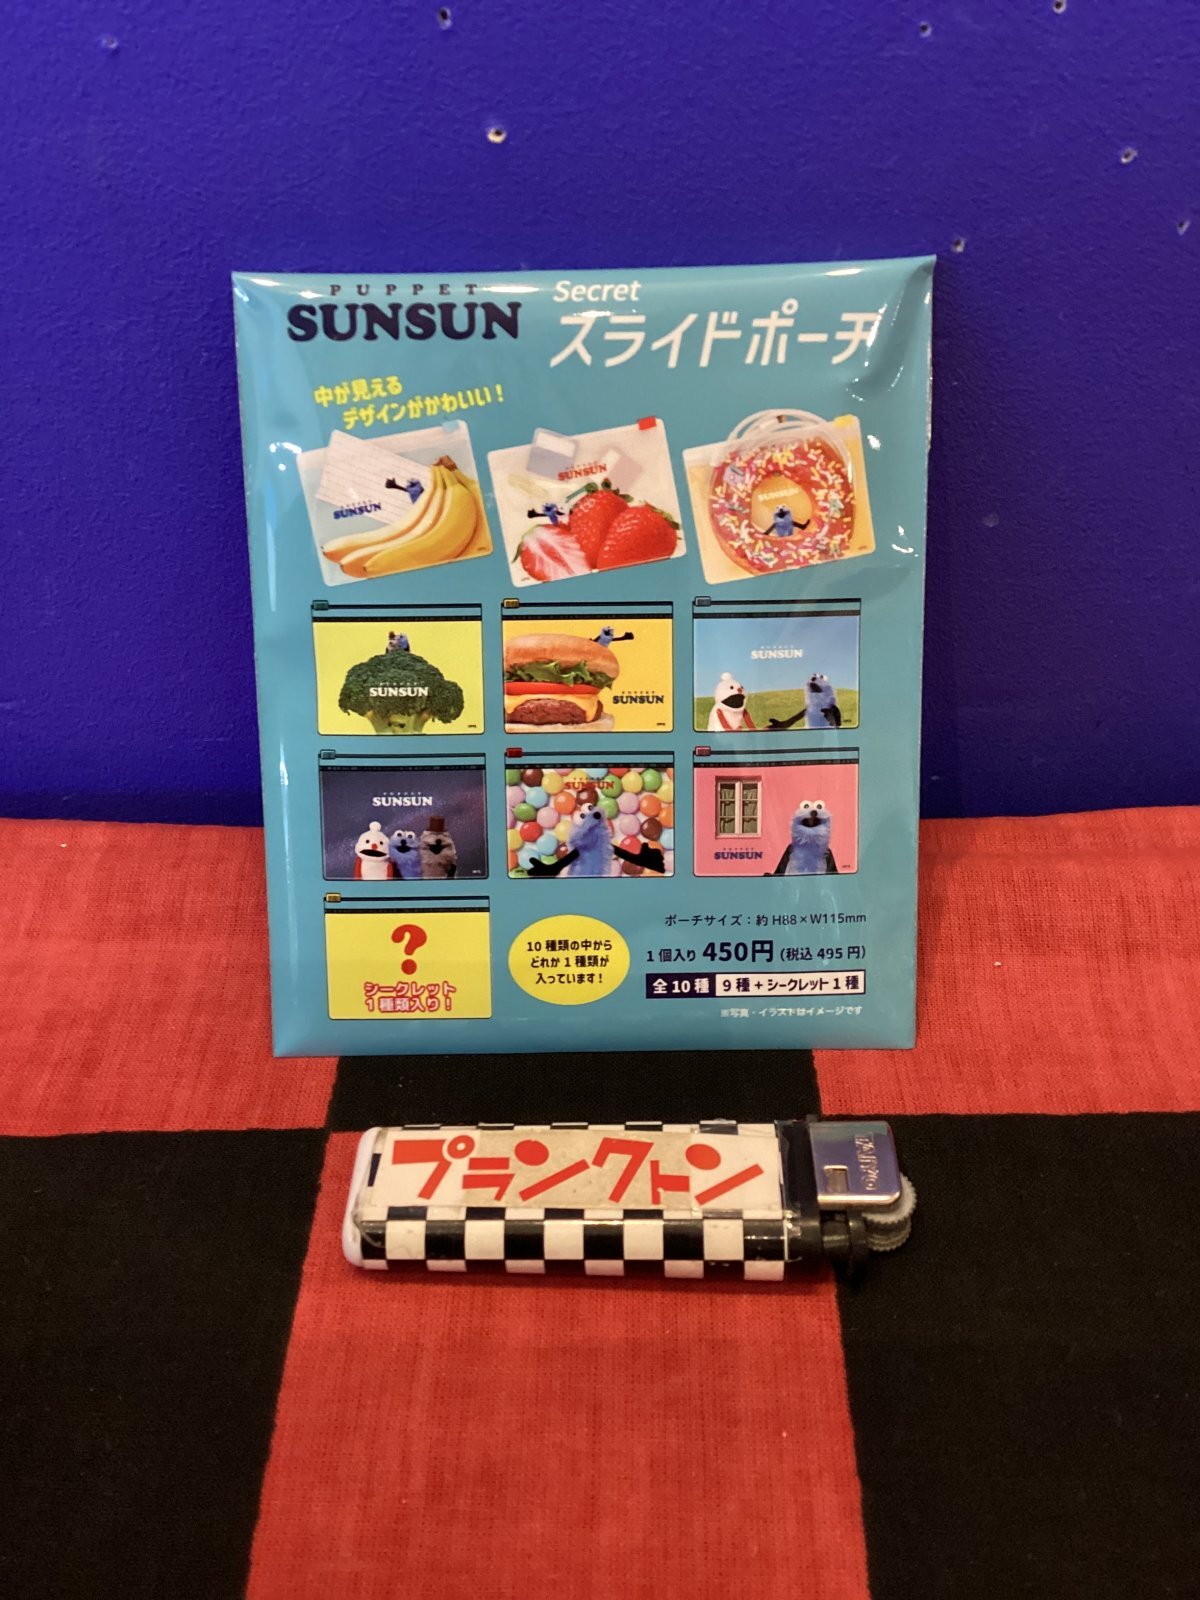 PUPPET
SUNSUN
Secret
スライドポーチ
中が見える
デザインがかわいい！
SUNSUN
SUNSUN
SUNSUN
SUNSUN
SUNSUN
SUNSUN
SUNSUN
SUNSUN
SUNSUN
?
シークレット
1種類入り！
10種類の中から
どれか1種類が
入っています！
ポーチサイズ：約 H88×W115mm
1個入り 450円（税込 495円）
全10種 9種＋シークレット1種
※写真・イラストはイメージです
プランクトン